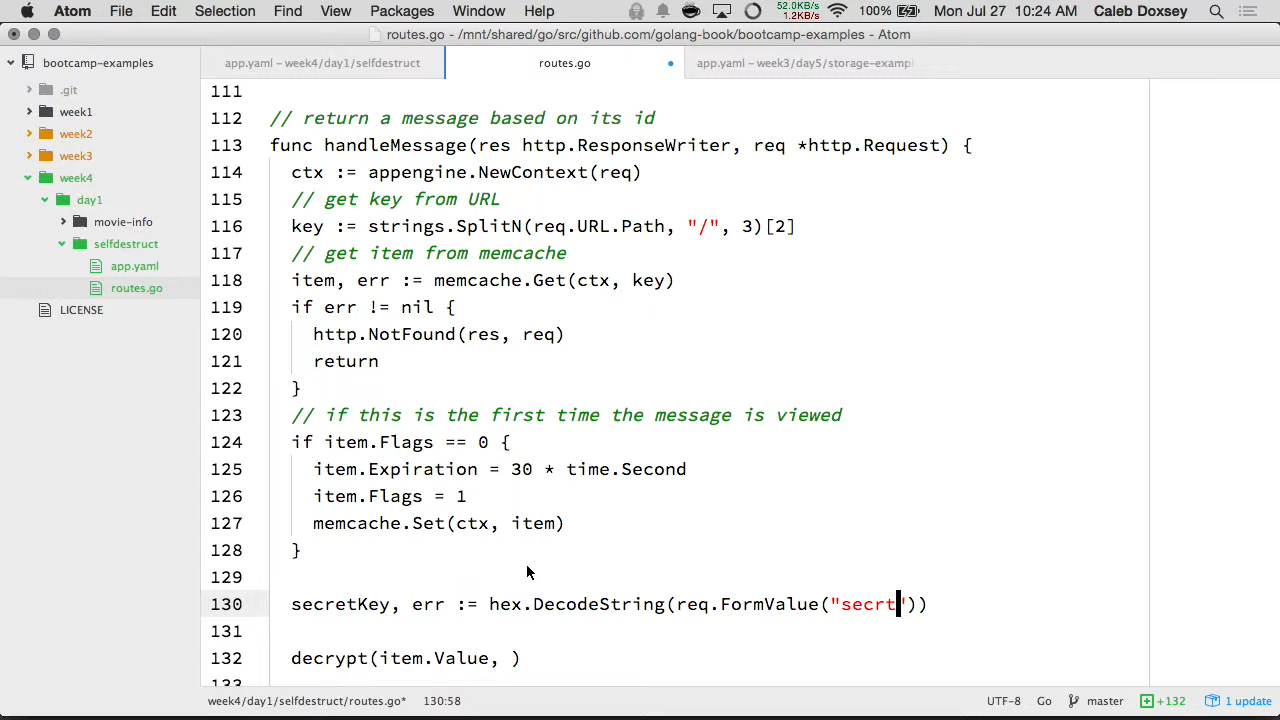 Atom File Edit Selection Find View Packages Window Help 52.0KB/s 1.2KB/s 100% Mon Jul 27 10:24 AM Caleb Doxsey
routes.go - /mnt/shared/go/src/github.com/golang-book/bootcamp-examples - Atom
bootcamp-examples
.git
week1
week2
week3
week4
day1
movie-info
selfdestruct
app.yaml
routes.go
LICENSE
app.yaml — week4/day1/selfdestruct routes.go app.yaml — week3/day5/storage-exampl
111
112 // return a message based on its id
113 func handleMessage(res http.ResponseWriter, req *http.Request) {
114 ctx := appengine.NewContext(req)
115 // get key from URL
116 key := strings.SplitN(req.URL.Path, "/", 3)[2]
117 // get item from memcache
118 item, err := memcache.Get(ctx, key)
119 if err != nil {
120 http.NotFound(res, req)
121 return
122 }
123 // if this is the first time the message is viewed
124 if item.Flags == 0 {
125 item.Expiration = 30 * time.Second
126 item.Flags = 1
127 memcache.Set(ctx, item)
128 }
129
130 secretKey, err := hex.DecodeString(req.FormValue("secrt"))
131
132 decrypt(item.Value, )
133
week4/day1/selfdestruct/routes.go* 130:58 UTF-8 Go master +132 1 update